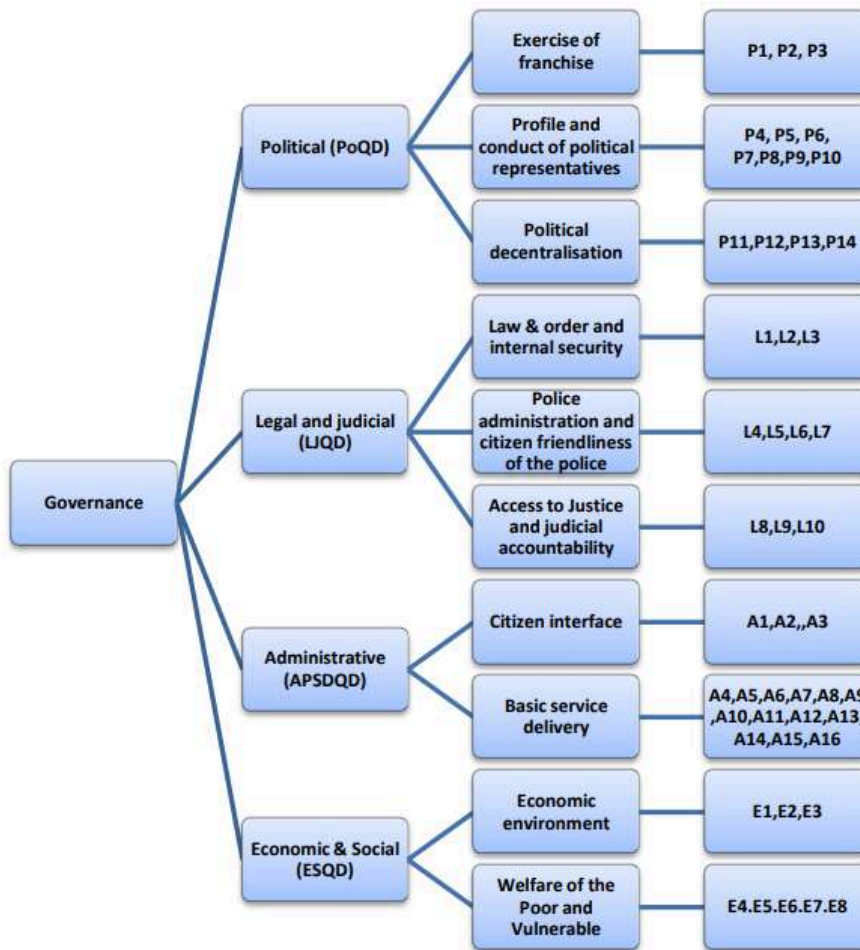 Governance
Political (PoQD)
Exercise of
franchise
P1, P2, P3
Profile and
conduct of political
representatives
P4, P5, P6,
P7,P8,P9,P10
Political
decentralisation
P11,P12,P13,P14
Legal and judicial
(LJQD)
Law & order and
internal security
L1,L2,L3
Police
administration and
citizen friendliness
of the police
L4,L5,L6,L7
Access to Justice
and judicial
accountability
L8,L9,L10
Administrative
(APSDQD)
Citizen interface
A1,A2,,A3
Basic service
delivery
A4,A5,A6,A7,A8,A9
,A10,A11,A12,A13,
A14,A15,A16
Economic & Social
(ESQD)
Economic
environment
E1,E2,E3
Welfare of the
Poor and
Vulnerable
E4.E5.E6.E7.E8